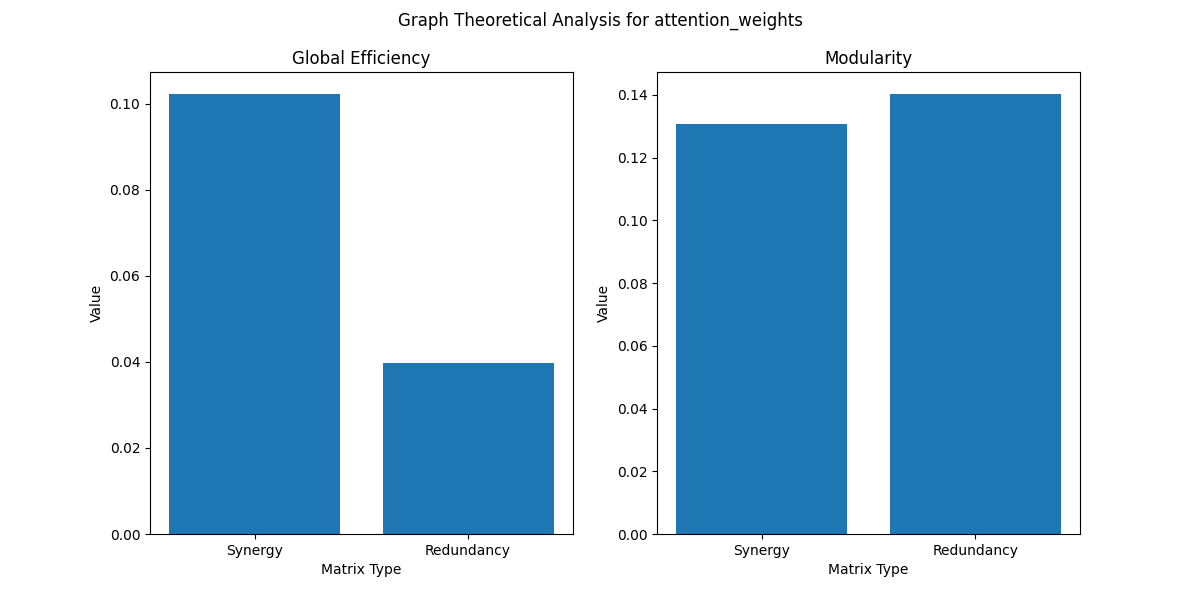 Graph Theoretical Analysis for attention_weights
Global Efficiency
0.10
0.08
0.06
0.04
0.02
0.00
Value
Synergy
Redundancy
Matrix Type
Modularity
0.14
0.12
0.10
0.08
0.06
0.04
0.02
0.00
Value
Synergy
Redundancy
Matrix Type